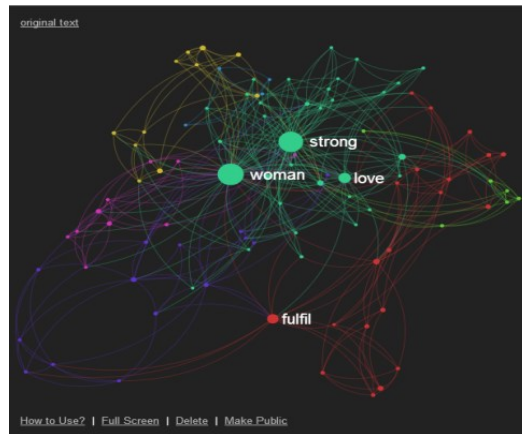 original text
strong
woman
love
fulfil
How to Use? | Full Screen | Delete | Make Public